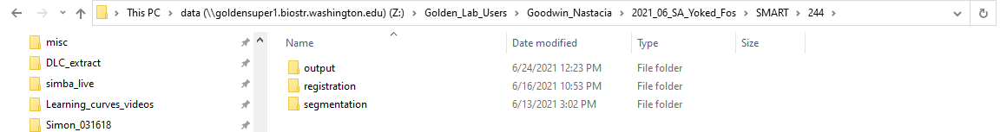 This PC > data (\\goldensuper1.biostr.washington.edu) (Z:) > Golden_Lab_Users > Goodwin_Nastacia > 2021_06_SA_Yoked_Fos > SMART > 244 >
misc
DLC_extract
simba_live
Learning_curves_videos
Simon_031618
Name Date modified Type Size
output 6/24/2021 12:23 PM File folder
registration 6/16/2021 10:53 PM File folder
segmentation 6/13/2021 3:02 PM File folder